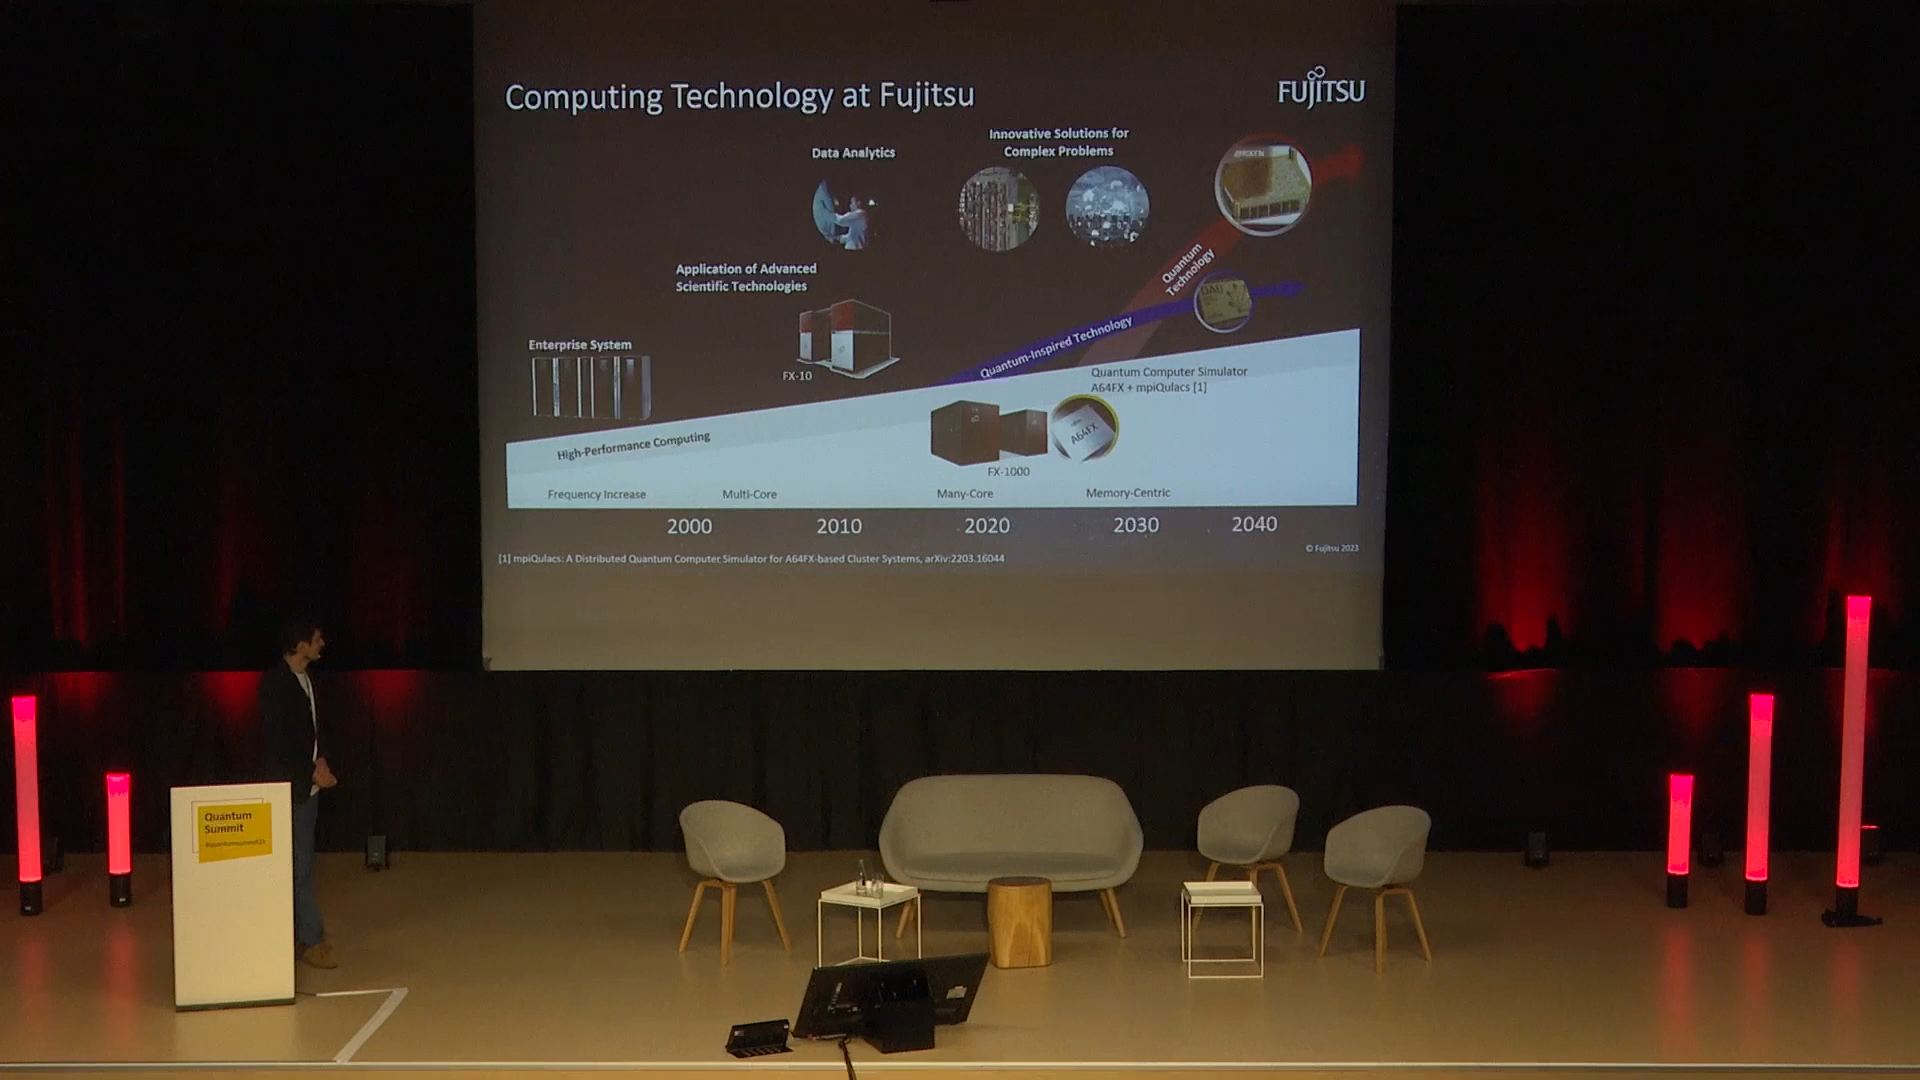 Computing Technology at Fujitsu
FUJITSU
Innovative Solutions for
Complex Problems
Data Analytics
Application of Advanced
Scientific Technologies
Quantum
Technology
Quantum-Inspired Technology
DAU
Enterprise System
FX-10
Quantum Computer Simulator
A64FX + mpiQulacs [1]
A64FX
High-Performance Computing
FX-1000
Frequency Increase
Multi-Core
Many-Core
Memory-Centric
2000
2010
2020
2030
2040
© Fujitsu 2023
[1] mpiQulacs: A Distributed Quantum Computer Simulator for A64FX-based Cluster Systems, arXiv:2203.16044
Quantum
Summit